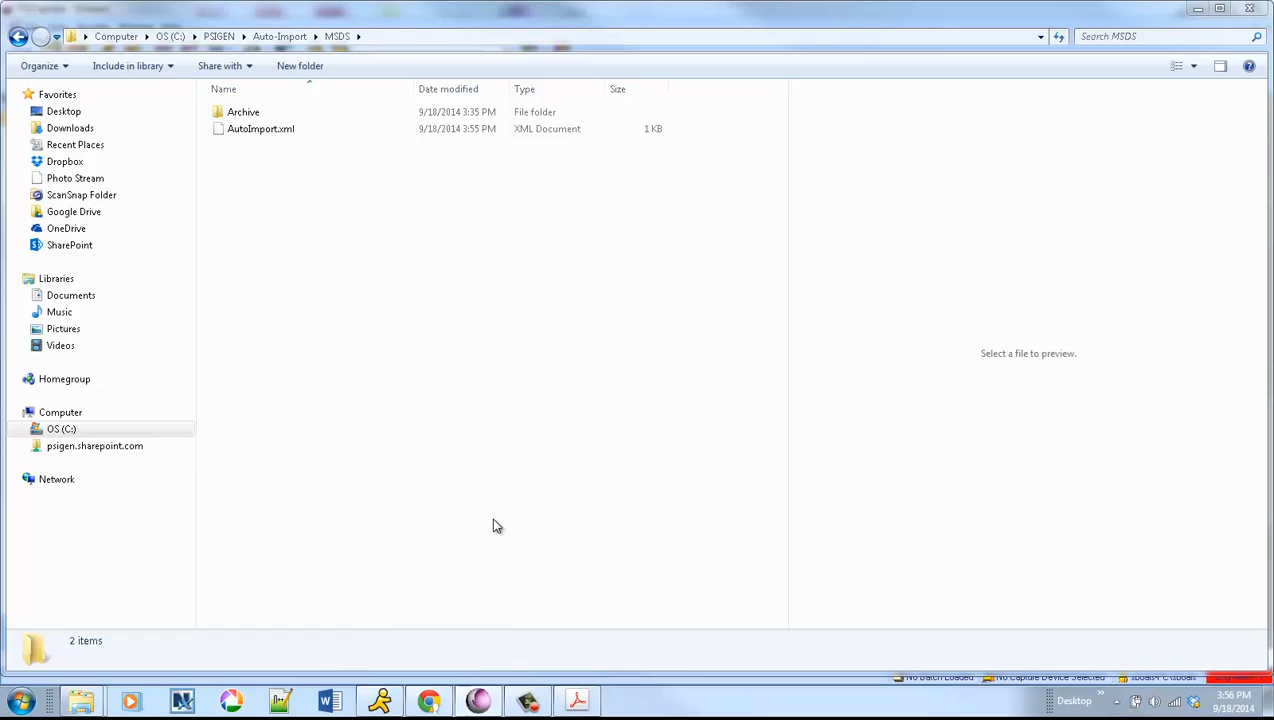 Computer OS (C:) PSIGEN Auto-Import MSDS Search MSDS
Organize Include in library Share with New folder
Name Date modified Type Size
Archive 9/18/2014 3:35 PM File folder
AutoImport.xml 9/18/2014 3:55 PM XML Document 1 KB
Favorites
Desktop
Downloads
Recent Places
Dropbox
Photo Stream
ScanSnap Folder
Google Drive
OneDrive
SharePoint
Libraries
Documents
Music
Pictures
Videos
Homegroup
Computer
OS (C:)
psigen.sharepoint.com
Network
Select a file to preview.
2 items
No Batch Loaded No Capture Device Selected
Desktop 3:56 PM
9/18/2014